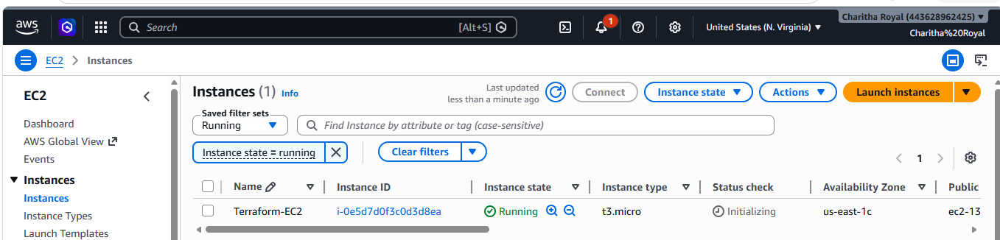 aws
Search
[Alt+S]
1
United States (N. Virginia)
Charitha Royal (443628962425)
Charitha%20Royal
EC2
Instances
EC2
Dashboard
AWS Global View
Events
Instances
Instances
Instance Types
Launch Templates
Instances (1) Info
Last updated
less than a minute ago
Connect
Instance state
Actions
Launch instances
Saved filter sets
Running
Find Instance by attribute or tag (case-sensitive)
Instance state = running
Clear filters
1
Name Instance ID Instance state Instance type Status check Availability Zone Public
Terraform-EC2 i-0e5d7d0f3c0d3d8ea Running t3.micro Initializing us-east-1c ec2-13